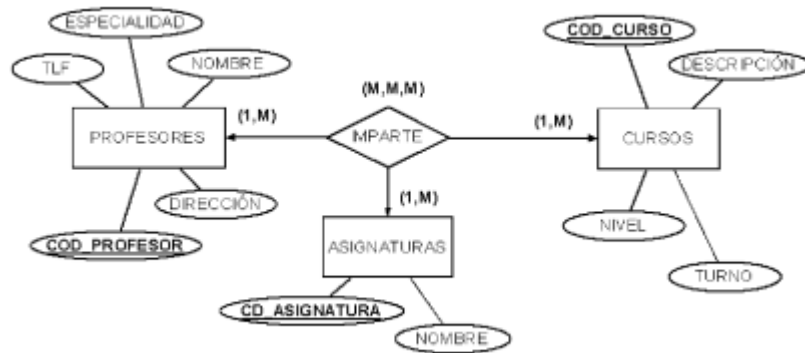 ESPECIALIDAD
COD_CURSO
TLF
NOMBRE
DESCRIPCIÓN
(M,M,M)
(1,M)
(1,M)
PROFESORES
IMPARTE
CURSOS
(1,M)
DIRECCIÓN
COD_PROFESOR
ASIGNATURAS
NIVEL
TURNO
CD_ASIGNATURA
NOMBRE